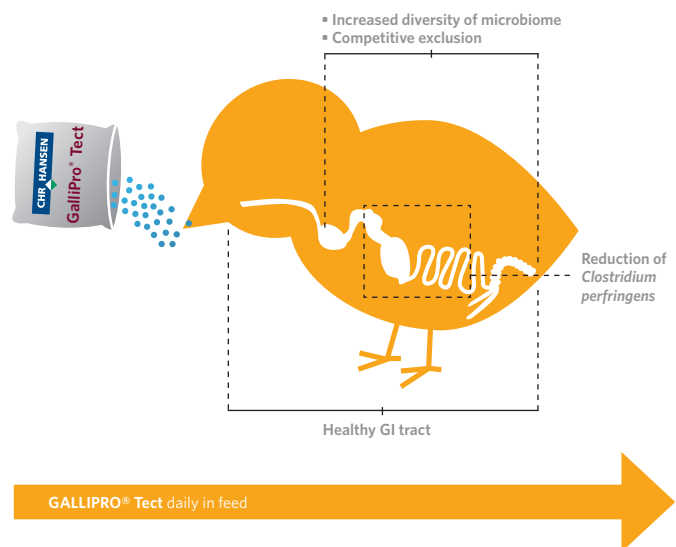 • Increased diversity of microbiome
• Competitive exclusion
CHR HANSEN
GalliPro® Tect
Reduction of
Clostridium
perfringens
Healthy GI tract
GALLIPRO® Tect daily in feed